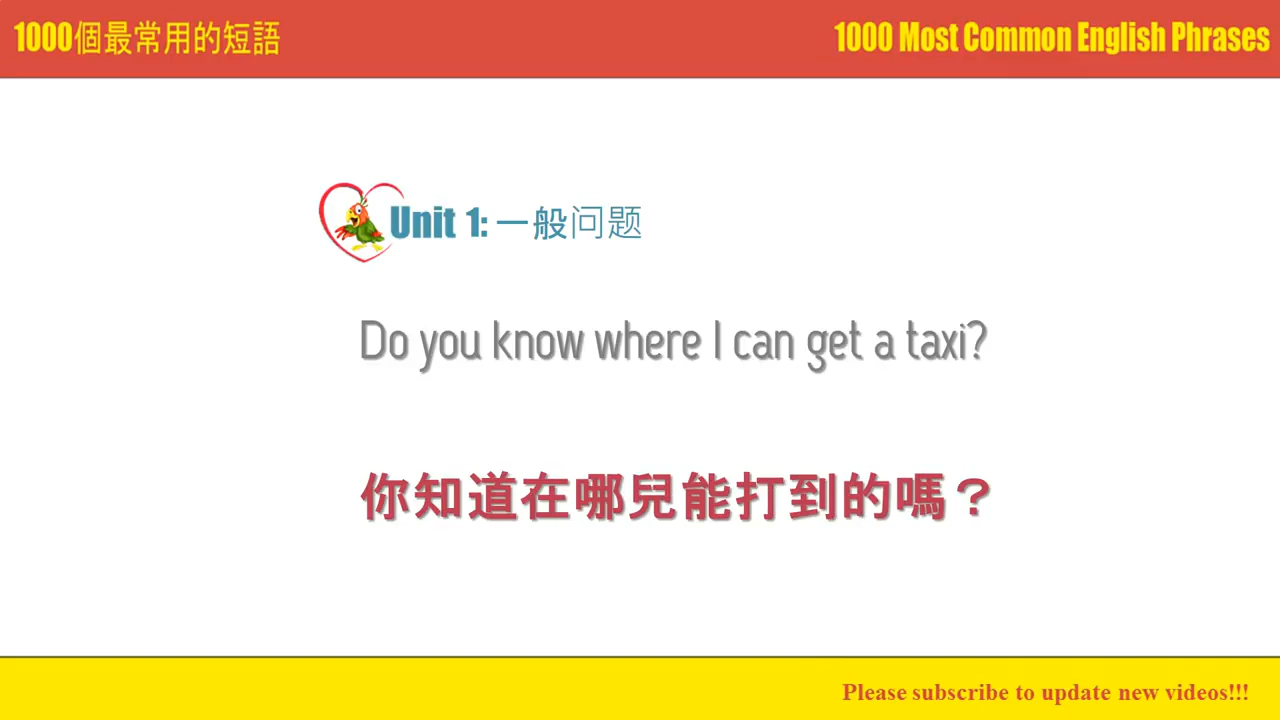 1000個最常用的短語
1000 Most Common English Phrases
Unit 1: 一般问题
Do you know where I can get a taxi?
你知道在哪兒能打到的嗎？
Please subscribe to update new videos!!!